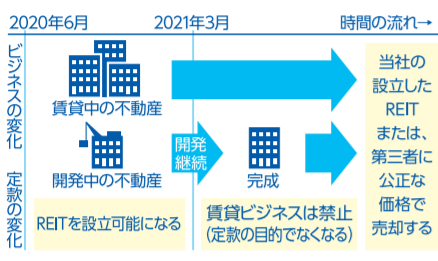 2020年6月
2021年3月
時間の流れ→
ビジネスの変化
賃貸中の不動産
開発中の不動産
開発
継続
完成
当社の
設立した
REIT
または、
第三者に
公正な
価格で
売却する
定款の変化
REITを設立可能になる
賃貸ビジネスは禁止
(定款の目的でなくなる)